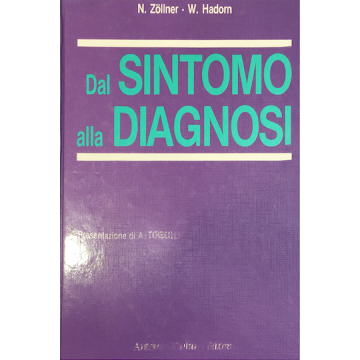 N. Zöllner · W. Hadorn
Dal SINTOMO
alla DIAGNOSI
Presentazione di A.